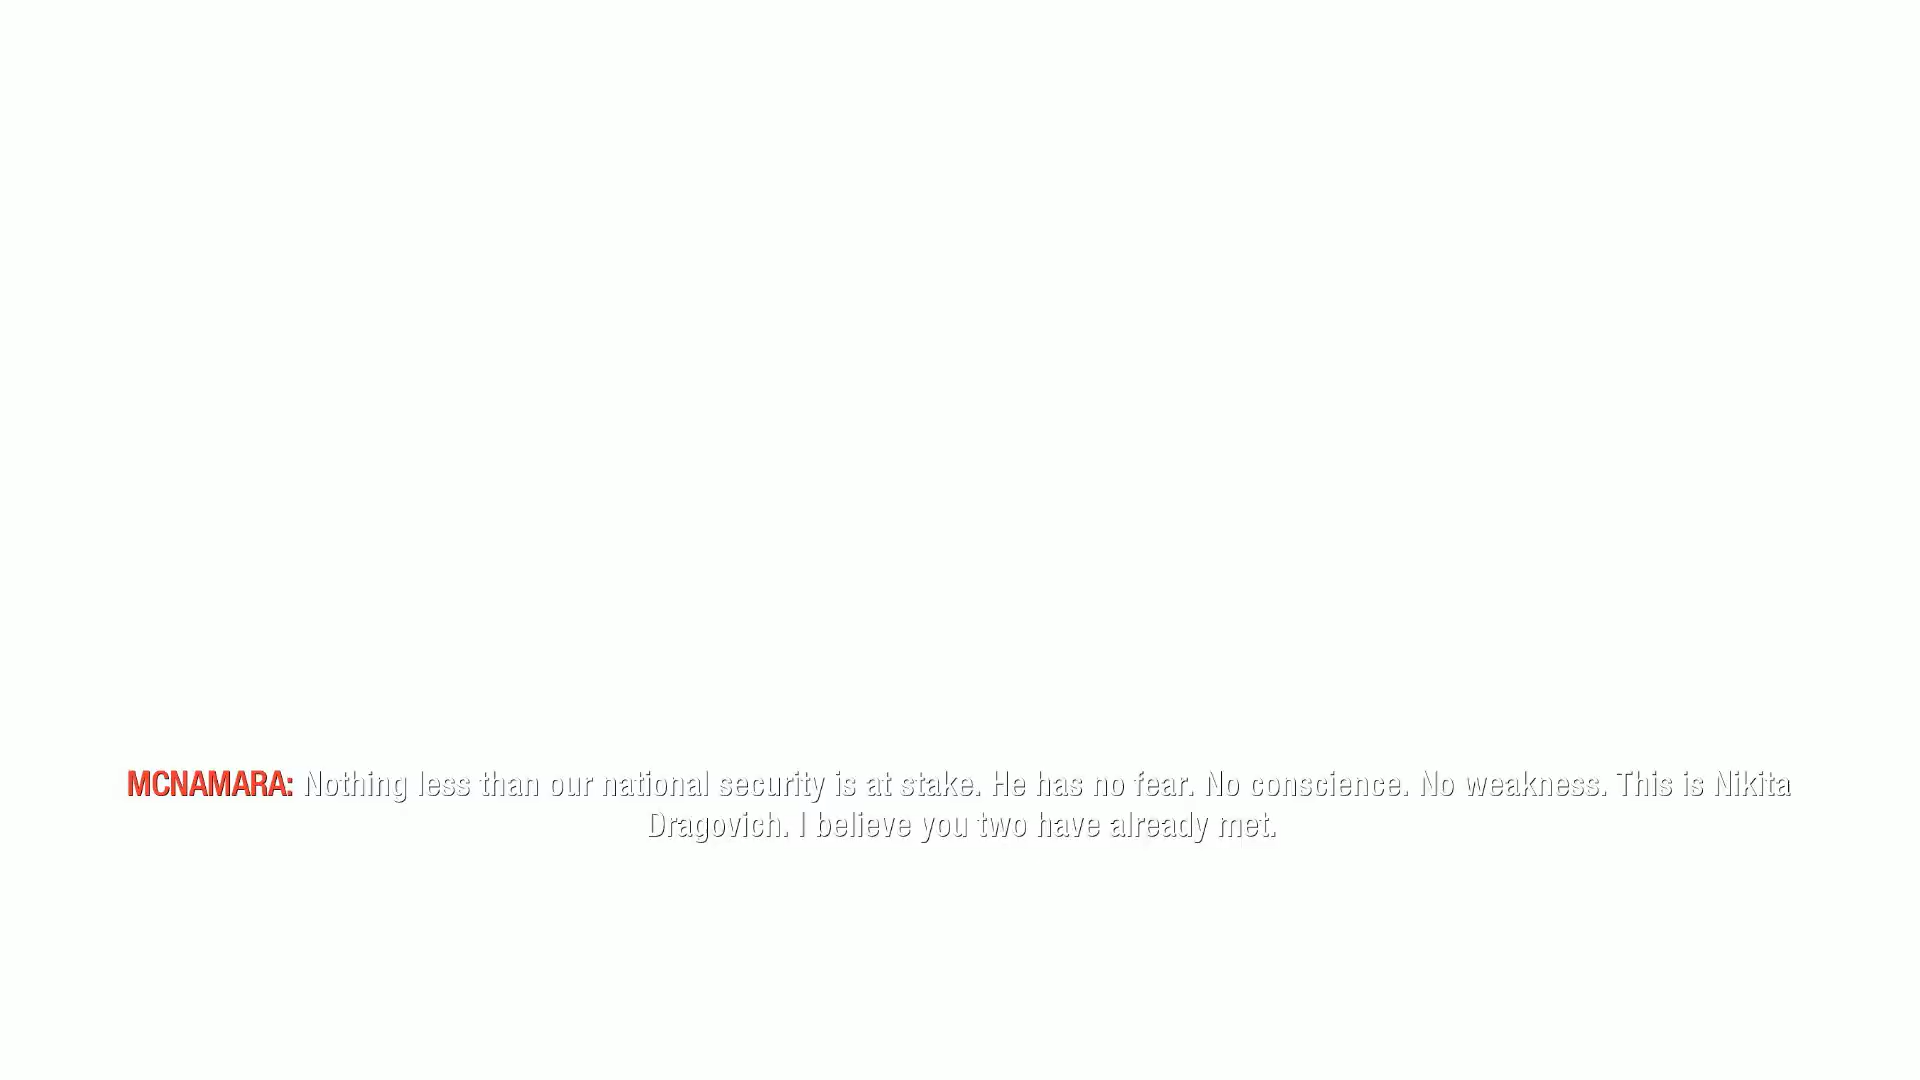 MCNAMARA: Nothing less than our national security is at stake. He has no fear. No conscience. No weakness. This is Nikita
Dragovich. I believe you two have already met.